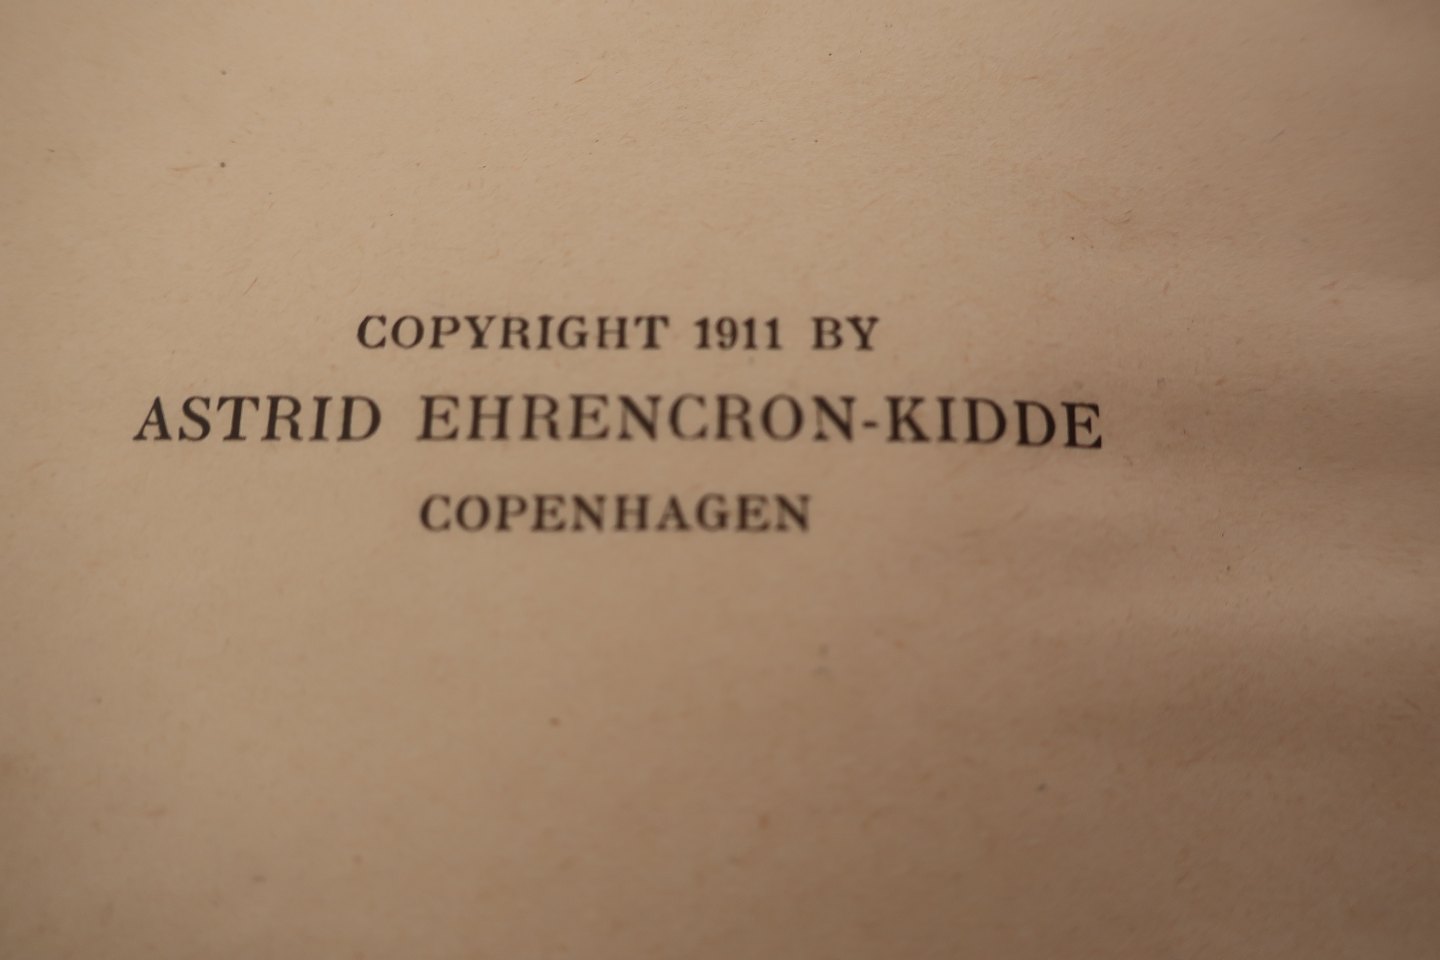 COPYRIGHT 1911 BY
ASTRID EHRENCRON-KIDDE
COPENHAGEN